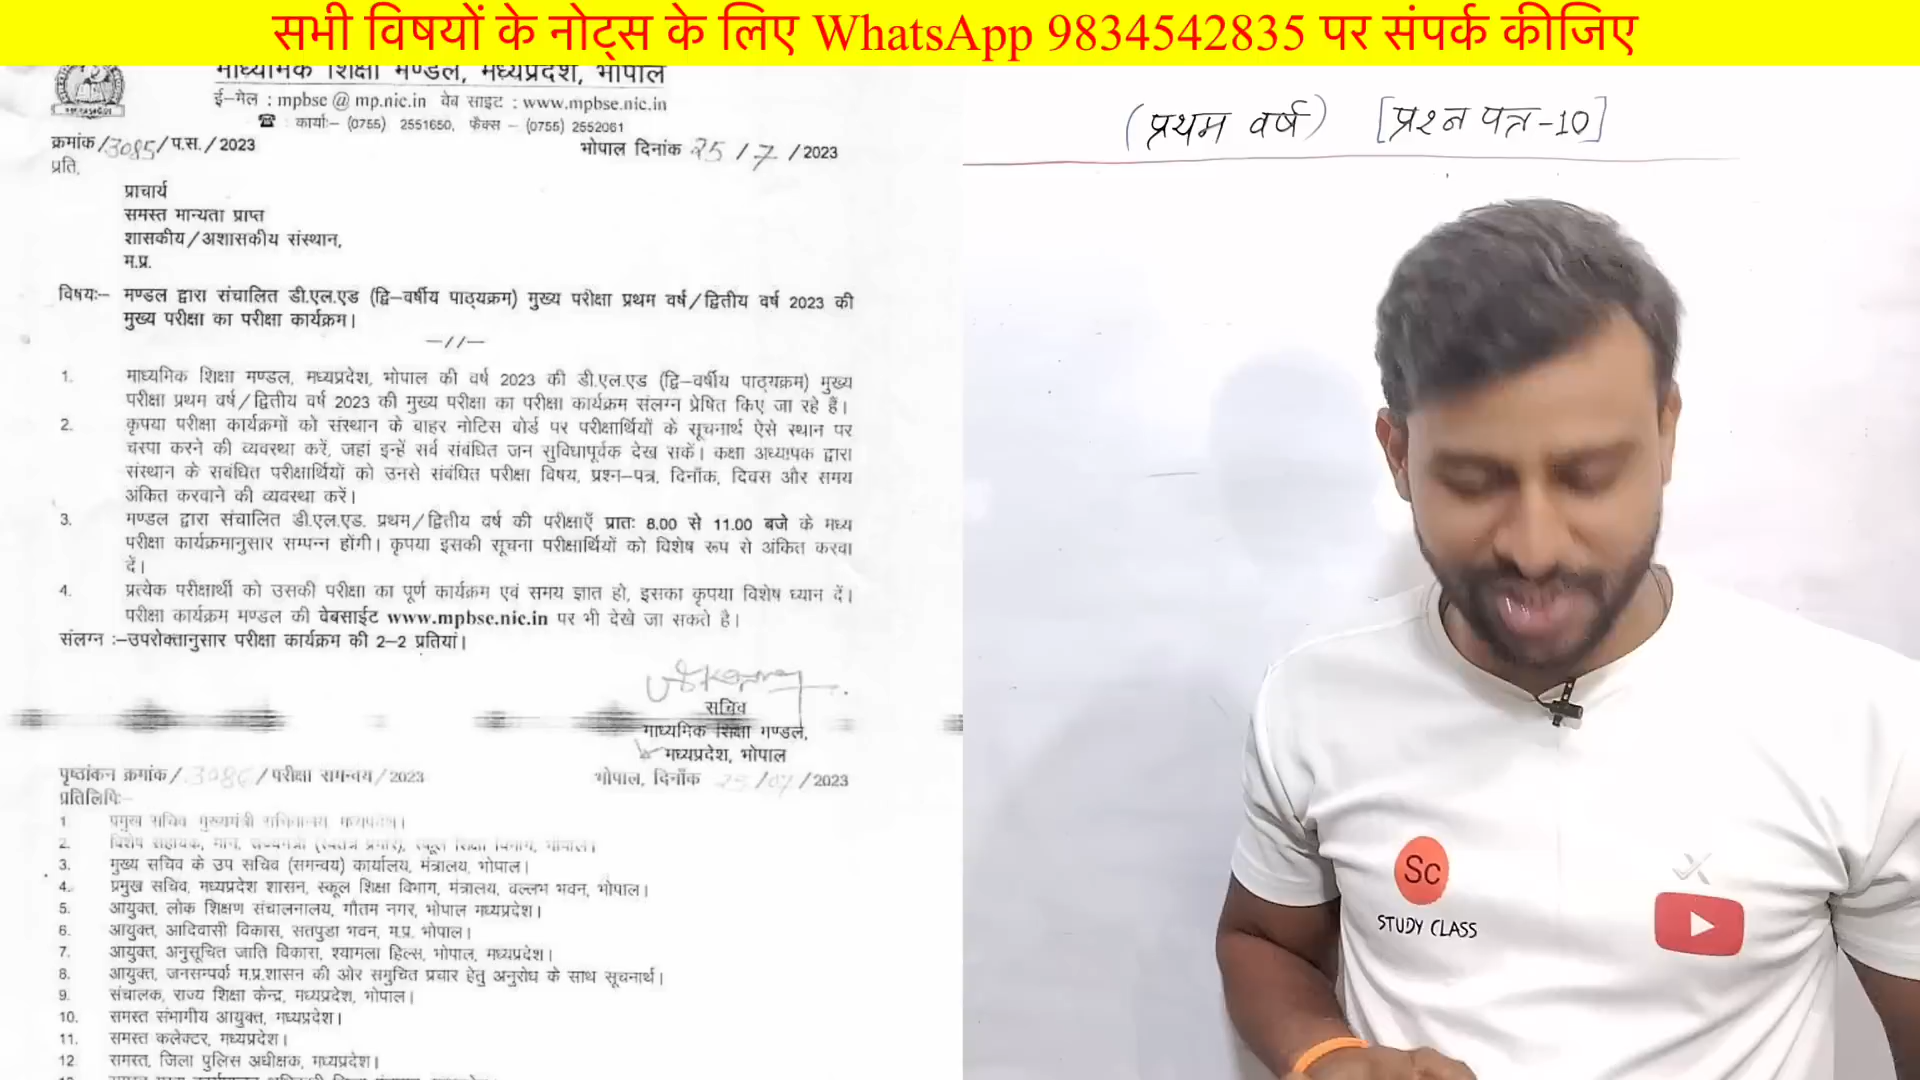 सभी विषयों के नोट्स के लिए WhatsApp 9834542835 पर संपर्क कीजिए
माध्यमिक शिक्षा मण्डल, मध्यप्रदेश, भोपाल
ई-मेल : mpbse @ mp.nic.in वेब साइट : www.mpbse.nic.in
कार्या:- (0755) 2551650, फैक्स - (0755) 2552061
क्रमांक/3085/प.स./2023
भोपाल दिनांक 25/7/2023
प्रति,
प्राचार्य
समस्त मान्यता प्राप्त
शासकीय/अशासकीय संस्थान,
म.प्र.
विषय:- मण्डल द्वारा संचालित डी.एल.एड (द्वि-वर्षीय पाठ्यक्रम) मुख्य परीक्षा प्रथम वर्ष/द्वितीय वर्ष 2023 की
मुख्य परीक्षा का परीक्षा कार्यक्रम।
-//-
1. माध्यमिक शिक्षा मण्डल, मध्यप्रदेश, भोपाल की वर्ष 2023 की डी.एल.एड (द्वि-वर्षीय पाठ्यक्रम) मुख्य
परीक्षा प्रथम वर्ष/द्वितीय वर्ष 2023 की मुख्य परीक्षा का परीक्षा कार्यक्रम संलग्न प्रेषित किए जा रहे हैं।
2. कृपया परीक्षा कार्यक्रमों को संस्थान के बाहर नोटिस बोर्ड पर परीक्षार्थियों के सूचनार्थ ऐसे स्थान पर
चस्पा करने की व्यवस्था करें, जहां इन्हें सर्व संबंधित जन सुविधापूर्वक देख सकें। कक्षा अध्यापक द्वारा
संस्थान के सबंधित परीक्षार्थियों को उनसे संबंधित परीक्षा विषय, प्रश्न-पत्र, दिनाँक, दिवस और समय
अंकित करवाने की व्यवस्था करें।
3. मण्डल द्वारा संचालित डी.एल.एड. प्रथम/द्वितीय वर्ष की परीक्षाएँ प्रातः 8.00 से 11.00 बजे के मध्य
परीक्षा कार्यक्रमानुसार सम्पन्न होंगी। कृपया इसकी सूचना परीक्षार्थियों को विशेष रूप से अंकित करवा
दें।
4. प्रत्येक परीक्षार्थी को उसकी परीक्षा का पूर्ण कार्यक्रम एवं समय ज्ञात हो, इसका कृपया विशेष ध्यान दें।
परीक्षा कार्यक्रम मण्डल की वेबसाईट www.mpbse.nic.in पर भी देखे जा सकते है।
संलग्न :-उपरोक्तानुसार परीक्षा कार्यक्रम की 2-2 प्रतियां।
सचिव
माध्यमिक शिक्षा मण्डल,
मध्यप्रदेश, भोपाल
पृष्ठांकन क्रमांक/3086/परीक्षा समन्वय/2023
भोपाल, दिनाँक 25/07/2023
प्रतिलिपि:-
1 प्रमुख सचिव मुख्यमंत्री सचिवालय मध्यप्रदेश।
2.
3. मुख्य सचिव के उप सचिव (समन्वय) कार्यालय, मंत्रालय, भोपाल।
4. प्रमुख सचिव, मध्यप्रदेश शासन, स्कूल शिक्षा विभाग, मंत्रालय, वल्लभ भवन, भोपाल।
5. आयुक्त, लोक शिक्षण संचालनालय, गौतम नगर, भोपाल मध्यप्रदेश।
6. आयुक्त, आदिवासी विकास, सतपुडा भवन, म.प्र. भोपाल।
7. आयुक्त, अनुसूचित जाति विकास, श्यामला हिल्स, भोपाल, मध्यप्रदेश।
8. आयुक्त, जनसम्पर्क म.प्र.शासन की ओर समुचित प्रचार हेतु अनुरोध के साथ सूचनार्थ।
9. संचालक, राज्य शिक्षा केन्द्र, मध्यप्रदेश, भोपाल।
10. समस्त संभागीय आयुक्त, मध्यप्रदेश।
11. समस्त कलेक्टर, मध्यप्रदेश।
12 समस्त, जिला पुलिस अधीक्षक, मध्यप्रदेश।
(प्रथम वर्ष) [प्रश्न पत्र-10]
Sc
STUDY CLASS